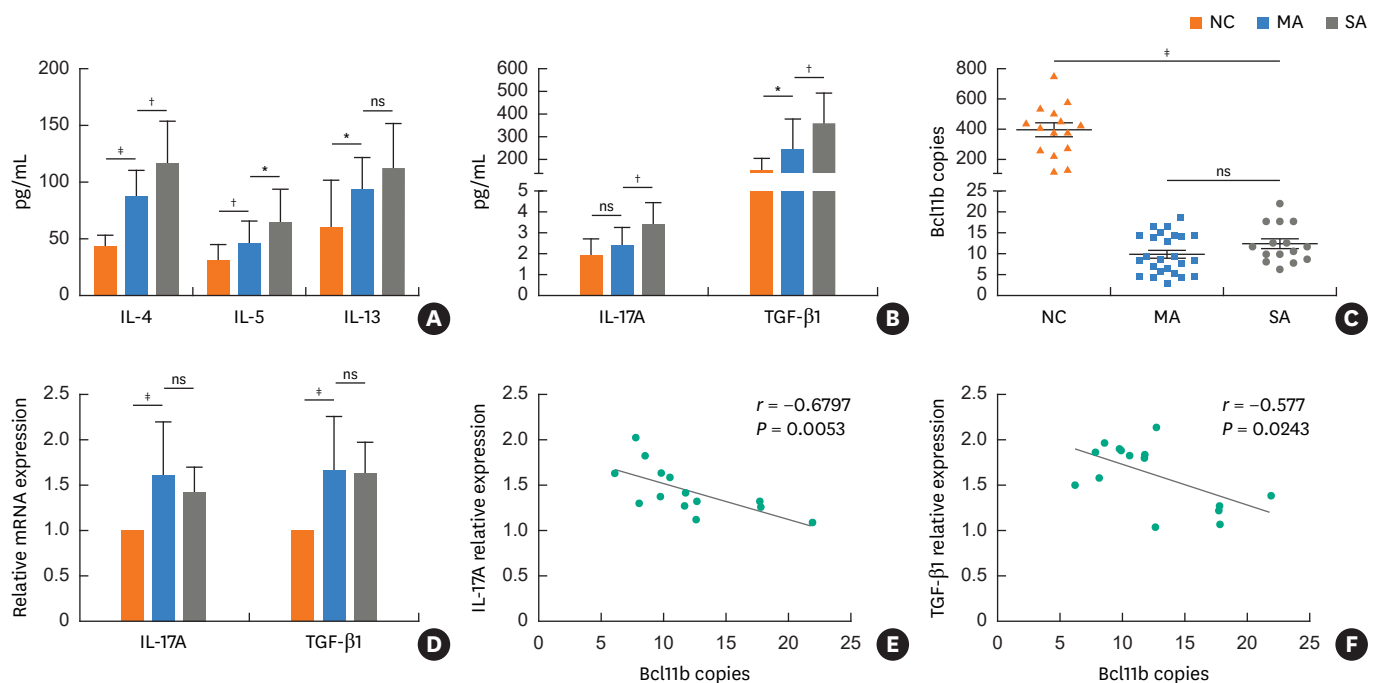 NC MA SA
200
150
100
50
0
pg/mL
‡
†
†
*
*
ns
IL-4 IL-5 IL-13
A
600
500
400
300
200
100
5
4
3
2
1
0
pg/mL
ns
†
*
†
IL-17A TGF-β1
B
800
600
400
200
25
20
15
10
5
0
Bcl11b copies
‡
ns
NC MA SA
C
2.5
2.0
1.5
1.0
0.5
0
Relative mRNA expression
‡
ns
‡
ns
IL-17A TGF-β1
D
2.5
2.0
1.5
1.0
0.5
0
IL-17A relative expression
r = −0.6797
P = 0.0053
0 5 10 15 20 25
Bcl11b copies
E
2.5
2.0
1.5
1.0
0.5
0
TGF-β1 relative expression
r = −0.577
P = 0.0243
0 5 10 15 20 25
Bcl11b copies
F